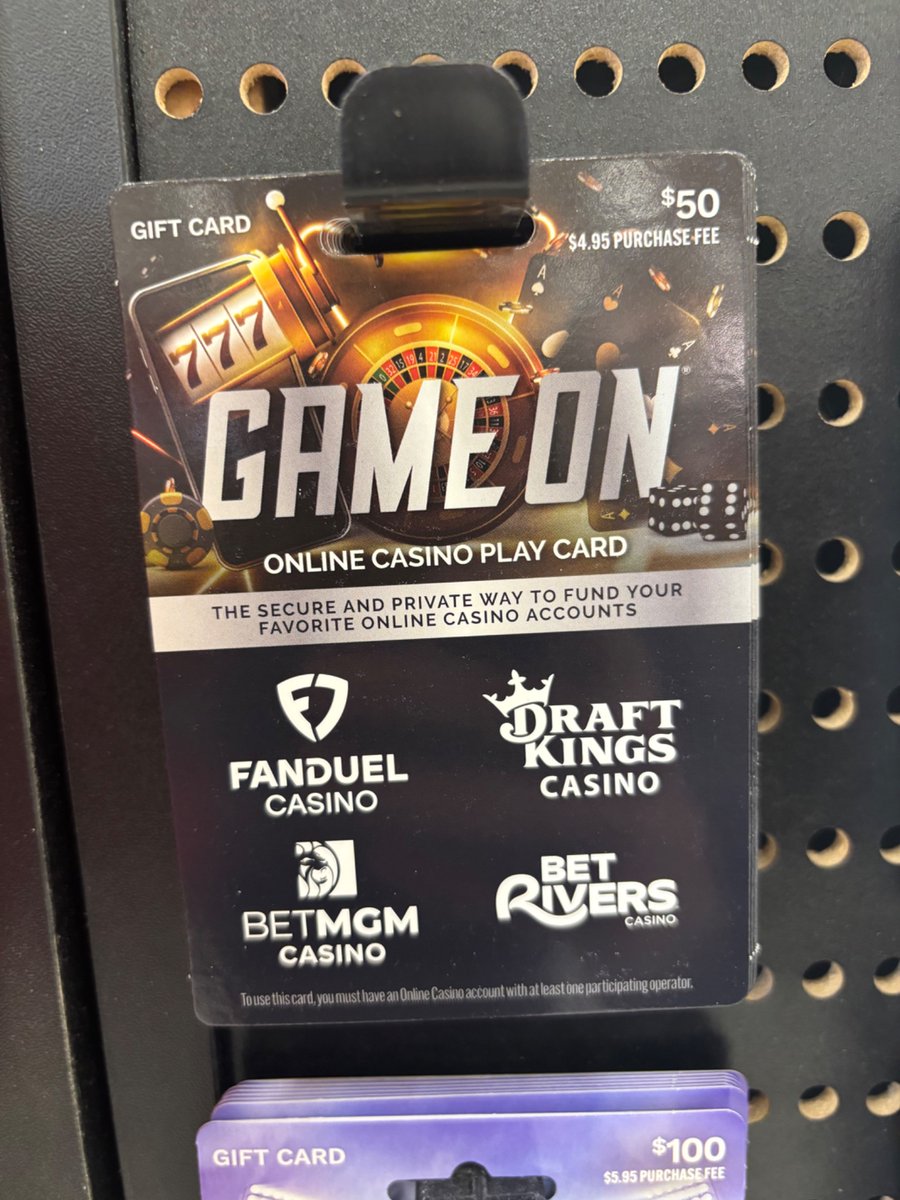 GIFT CARD
$50
$4.95 PURCHASE FEE
777
GAMEON®
ONLINE CASINO PLAY CARD
THE SECURE AND PRIVATE WAY TO FUND YOUR
FAVORITE ONLINE CASINO ACCOUNTS
FANDUEL
CASINO
DRAFT
KINGS
CASINO
BETMGM
CASINO
BET
RIVERS
CASINO
To use this card, you must have an Online Casino account with at least one participating operator.
GIFT CARD
$100
$5.95 PURCHASE FEE